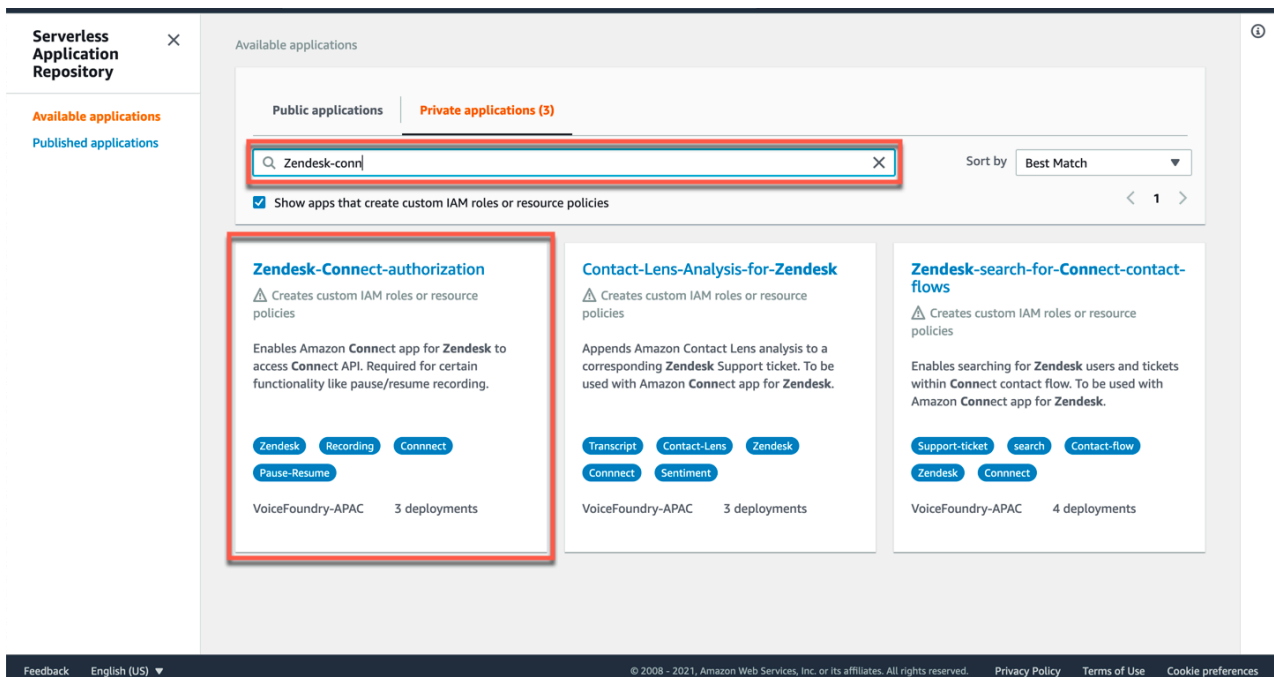 Serverless
Application
Repository
Available applications
Published applications
Available applications
Public applications
Private applications (3)
Zendesk-conn
Sort by
Best Match
Show apps that create custom IAM roles or resource policies
1
Zendesk-Connect-authorization
Creates custom IAM roles or resource
policies
Enables Amazon Connect app for Zendesk to
access Connect API. Required for certain
functionality like pause/resume recording.
Zendesk Recording Connnect
Pause-Resume
VoiceFoundry-APAC 3 deployments
Contact-Lens-Analysis-for-Zendesk
Creates custom IAM roles or resource
policies
Appends Amazon Contact Lens analysis to a
corresponding Zendesk Support ticket. To be
used with Amazon Connect app for Zendesk.
Transcript Contact-Lens Zendesk
Connnect Sentiment
VoiceFoundry-APAC 3 deployments
Zendesk-search-for-Connect-contact-
flows
Creates custom IAM roles or resource
policies
Enables searching for Zendesk users and tickets
within Connect contact flow. To be used with
Amazon Connect app for Zendesk.
Support-ticket search Contact-flow
Zendesk Connnect
VoiceFoundry-APAC 4 deployments
Feedback English (US) © 2008 - 2021, Amazon Web Services, Inc. or its affiliates. All rights reserved. Privacy Policy Terms of Use Cookie preferences